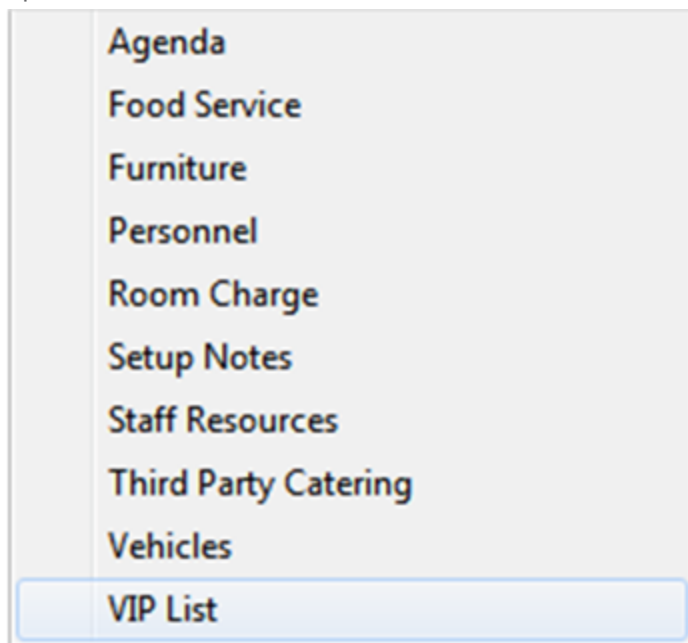 Agenda
Food Service
Furniture
Personnel
Room Charge
Setup Notes
Staff Resources
Third Party Catering
Vehicles
VIP List